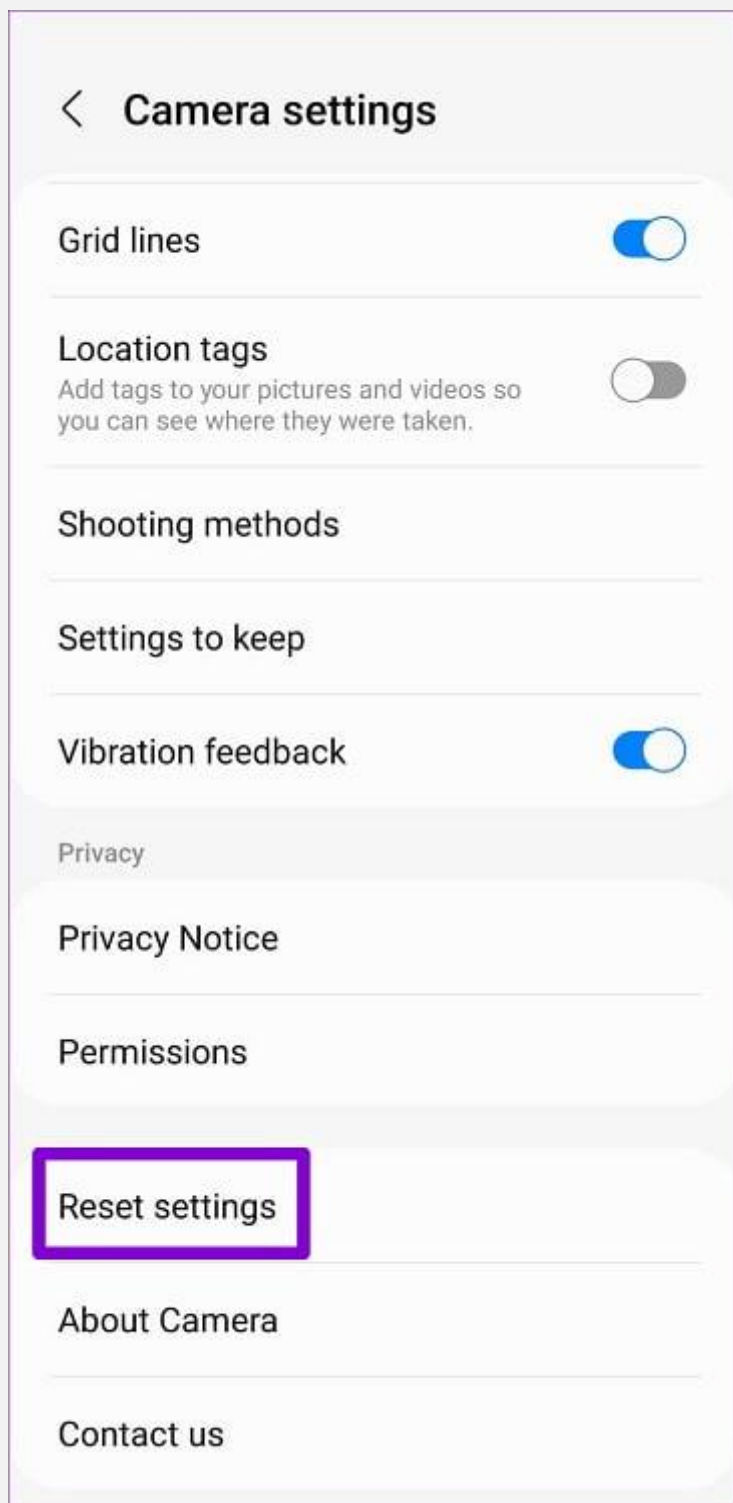 Camera settings
Grid lines
Location tags
Add tags to your pictures and videos so
you can see where they were taken.
Shooting methods
Settings to keep
Vibration feedback
Privacy
Privacy Notice
Permissions
Reset settings
About Camera
Contact us